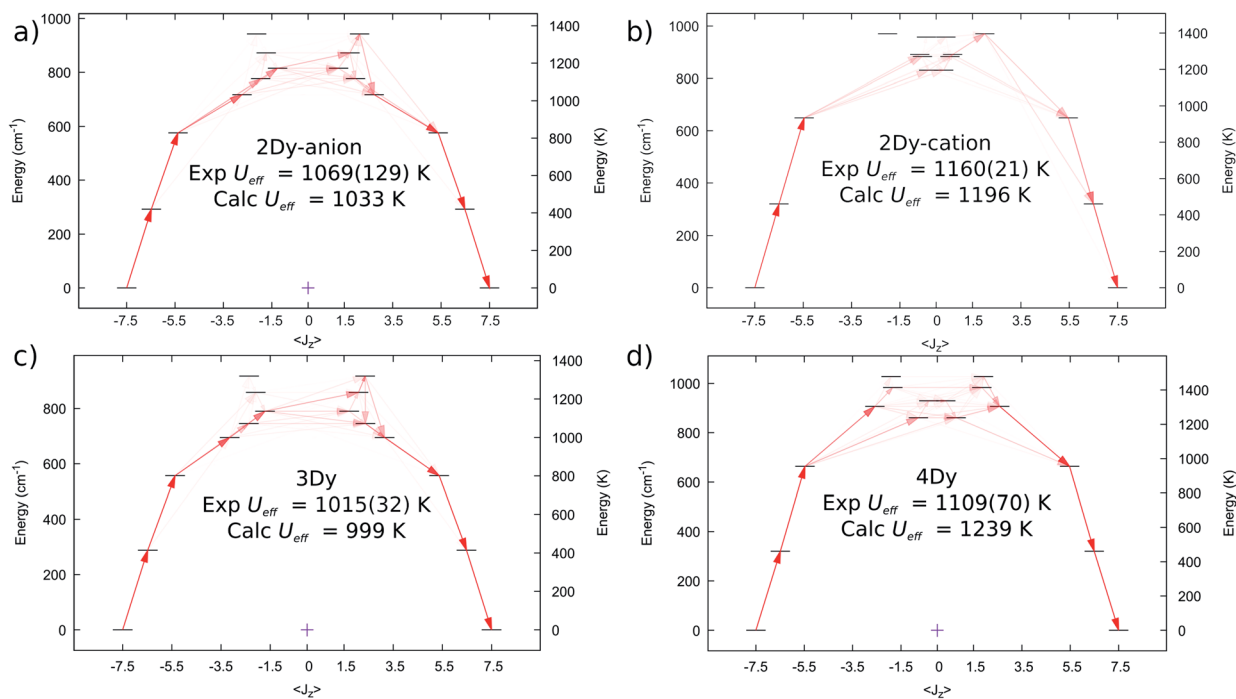 a)
1000
800
600
400
200
0
Energy (cm⁻¹)
1400
1200
1000
800
600
400
200
0
Energy (K)
2Dy-anion
Exp Ueff = 1069(129) K
Calc Ueff = 1033 K
-7.5 -5.5 -3.5 -1.5 0 1.5 3.5 5.5 7.5
<Jz>
b)
1000
800
600
400
200
0
Energy (cm⁻¹)
1400
1200
1000
800
600
400
200
0
Energy (K)
2Dy-cation
Exp Ueff = 1160(21) K
Calc Ueff = 1196 K
-7.5 -5.5 -3.5 -1.5 0 1.5 3.5 5.5 7.5
<Jz>
c)
800
600
400
200
0
Energy (cm⁻¹)
1400
1200
1000
800
600
400
200
0
Energy (K)
3Dy
Exp Ueff = 1015(32) K
Calc Ueff = 999 K
-7.5 -5.5 -3.5 -1.5 0 1.5 3.5 5.5 7.5
<Jz>
d)
1000
800
600
400
200
0
Energy (cm⁻¹)
1400
1200
1000
800
600
400
200
0
Energy (K)
4Dy
Exp Ueff = 1109(70) K
Calc Ueff = 1239 K
-7.5 -5.5 -3.5 -1.5 0 1.5 3.5 5.5 7.5
<Jz>